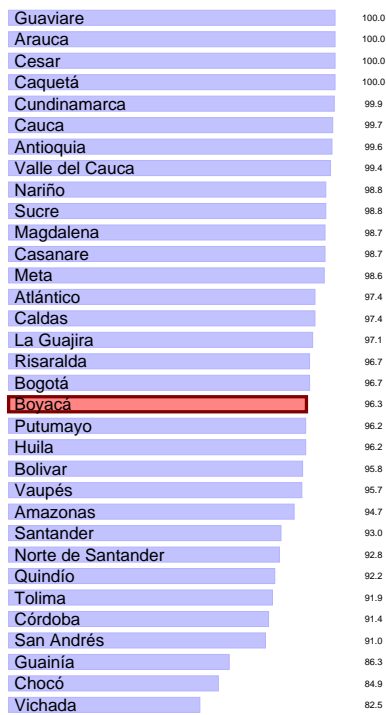 Guaviare 100.0
Arauca 100.0
Cesar 100.0
Caquetá 100.0
Cundinamarca 99.9
Cauca 99.7
Antioquia 99.6
Valle del Cauca 99.4
Nariño 98.8
Sucre 98.8
Magdalena 98.7
Casanare 98.7
Meta 98.6
Atlántico 97.4
Caldas 97.4
La Guajira 97.1
Risaralda 96.7
Bogotá 96.7
Boyacá 96.3
Putumayo 96.2
Huila 96.2
Bolivar 95.8
Vaupés 95.7
Amazonas 94.7
Santander 93.0
Norte de Santander 92.8
Quindío 92.2
Tolima 91.9
Córdoba 91.4
San Andrés 91.0
Guainía 86.3
Chocó 84.9
Vichada 82.5